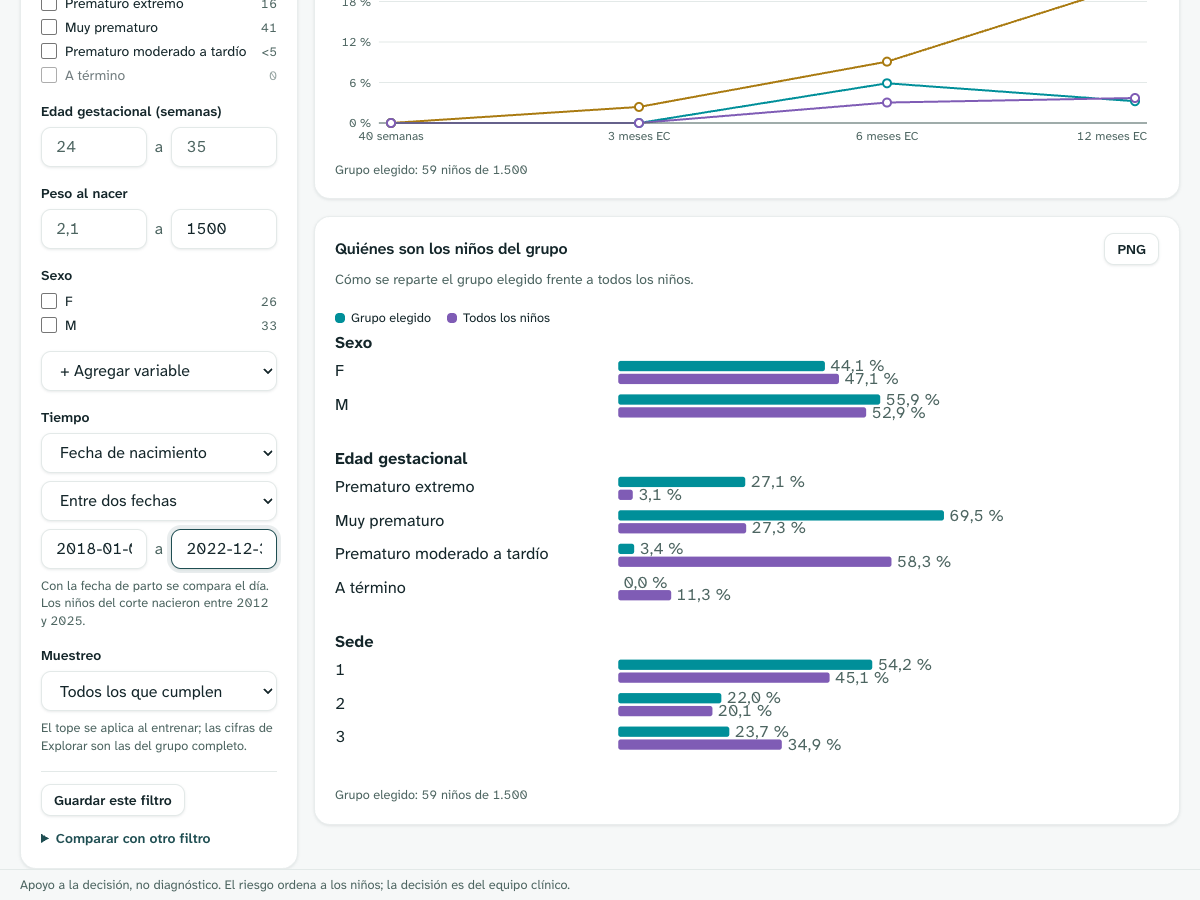 Prematuro extremo 16
Muy prematuro 41
Prematuro moderado a tardío <5
A término 0
Edad gestacional (semanas)
24 a 35
Peso al nacer
2,1 a 1500
Sexo
F 26
M 33
+ Agregar variable
Tiempo
Fecha de nacimiento
Entre dos fechas
2018-01- a 2022-12-
Con la fecha de parto se compara el día.
Los niños del corte nacieron entre 2012
y 2025.
Muestreo
Todos los que cumplen
El tope se aplica al entrenar; las cifras de
Explorar son las del grupo completo.
Guardar este filtro
Comparar con otro filtro
18 %
12 %
6 %
0 %
40 semanas 3 meses EC 6 meses EC 12 meses EC
Grupo elegido: 59 niños de 1.500
Quiénes son los niños del grupo
PNG
Cómo se reparte el grupo elegido frente a todos los niños.
Grupo elegido Todos los niños
Sexo
F 44,1 %
47,1 %
M 55,9 %
52,9 %
Edad gestacional
Prematuro extremo 27,1 %
3,1 %
Muy prematuro 69,5 %
27,3 %
Prematuro moderado a tardío 3,4 %
58,3 %
A término 0,0 %
11,3 %
Sede
1 54,2 %
45,1 %
2 22,0 %
20,1 %
3 23,7 %
34,9 %
Grupo elegido: 59 niños de 1.500
Apoyo a la decisión, no diagnóstico. El riesgo ordena a los niños; la decisión es del equipo clínico.